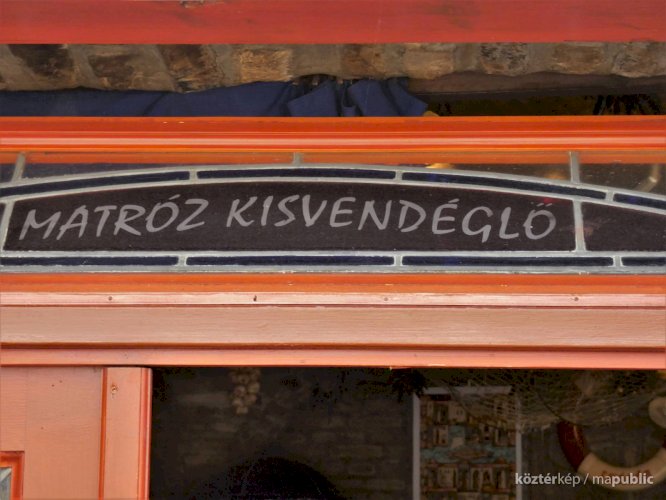 MATRÓZ KISVENDÉGLŐ
köztérkép / mapublic